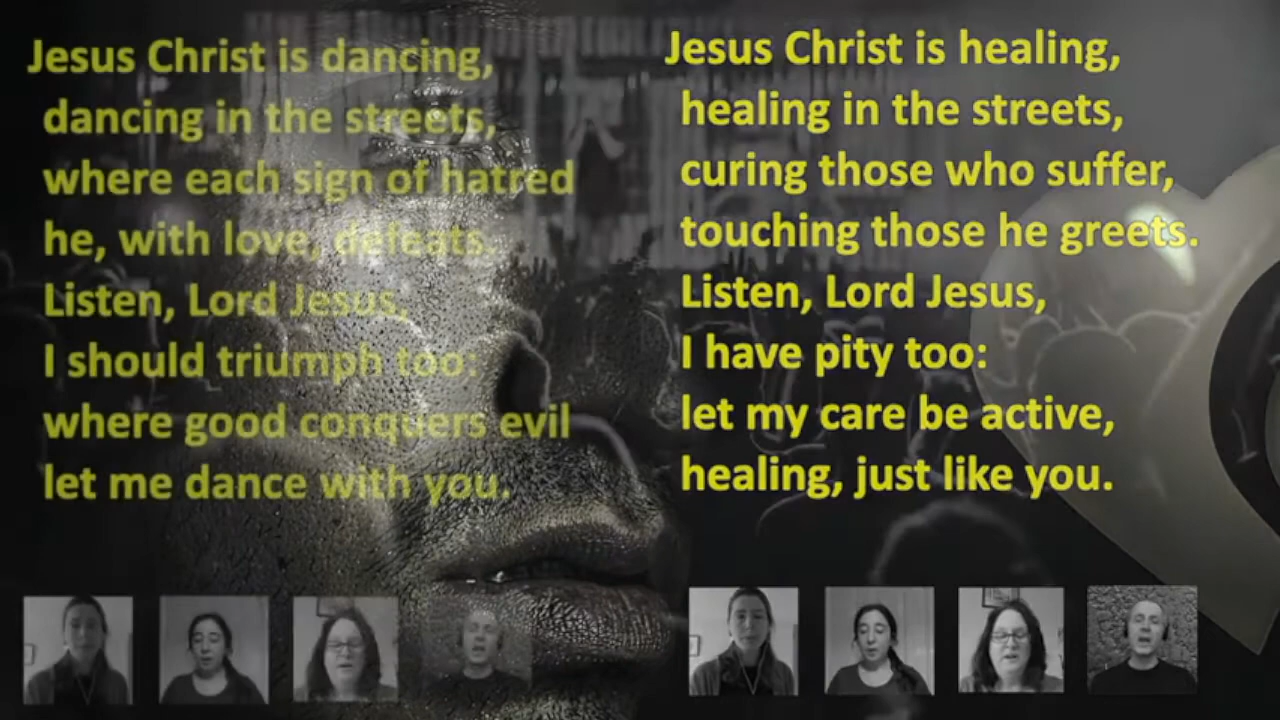 Jesus Christ is dancing,
dancing in the streets,
where each sign of hatred
he, with love, defeats.
Listen, Lord Jesus,
I should triumph too:
where good conquers evil
let me dance with you.
Jesus Christ is healing,
healing in the streets,
curing those who suffer,
touching those he greets.
Listen, Lord Jesus,
I have pity too:
let my care be active,
healing, just like you.